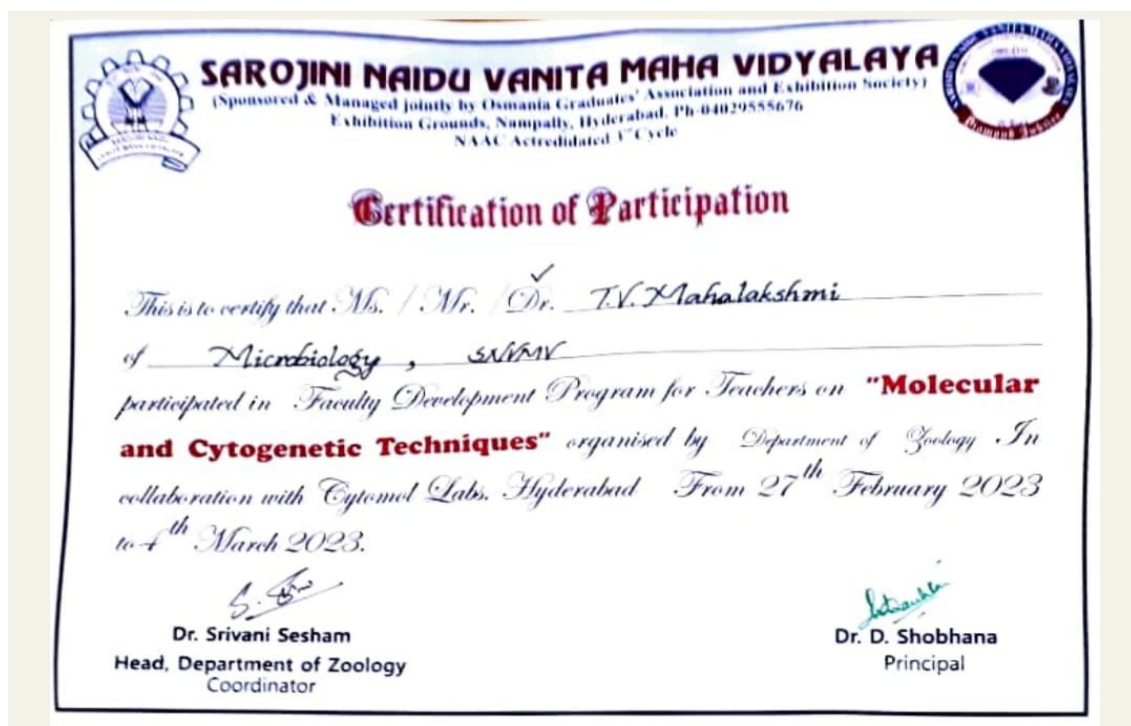 SAROJINI NAIDU VANITA MAHA VIDYALAYA
(Sponsored & Managed jointly by Osmania Graduates' Association and Exhibition Society)
Exhibition Grounds, Nampally, Hyderabad. Ph-04029555676
NAAC Actredidated 1st Cycle
Certification of Participation
This is to certify that Ms. / Mr. / Dr. T.V. Mahalakshmi
of Microbiology, SNVMV
participated in Faculty Development Program for Teachers on "Molecular
and Cytogenetic Techniques" organised by Department of Zoology In
collaboration with Cytomol Labs. Hyderabad From 27th February 2023
to 4th March 2023.
Dr. Srivani Sesham
Head, Department of Zoology
Coordinator
Dr. D. Shobhana
Principal
Diamond Jubilee